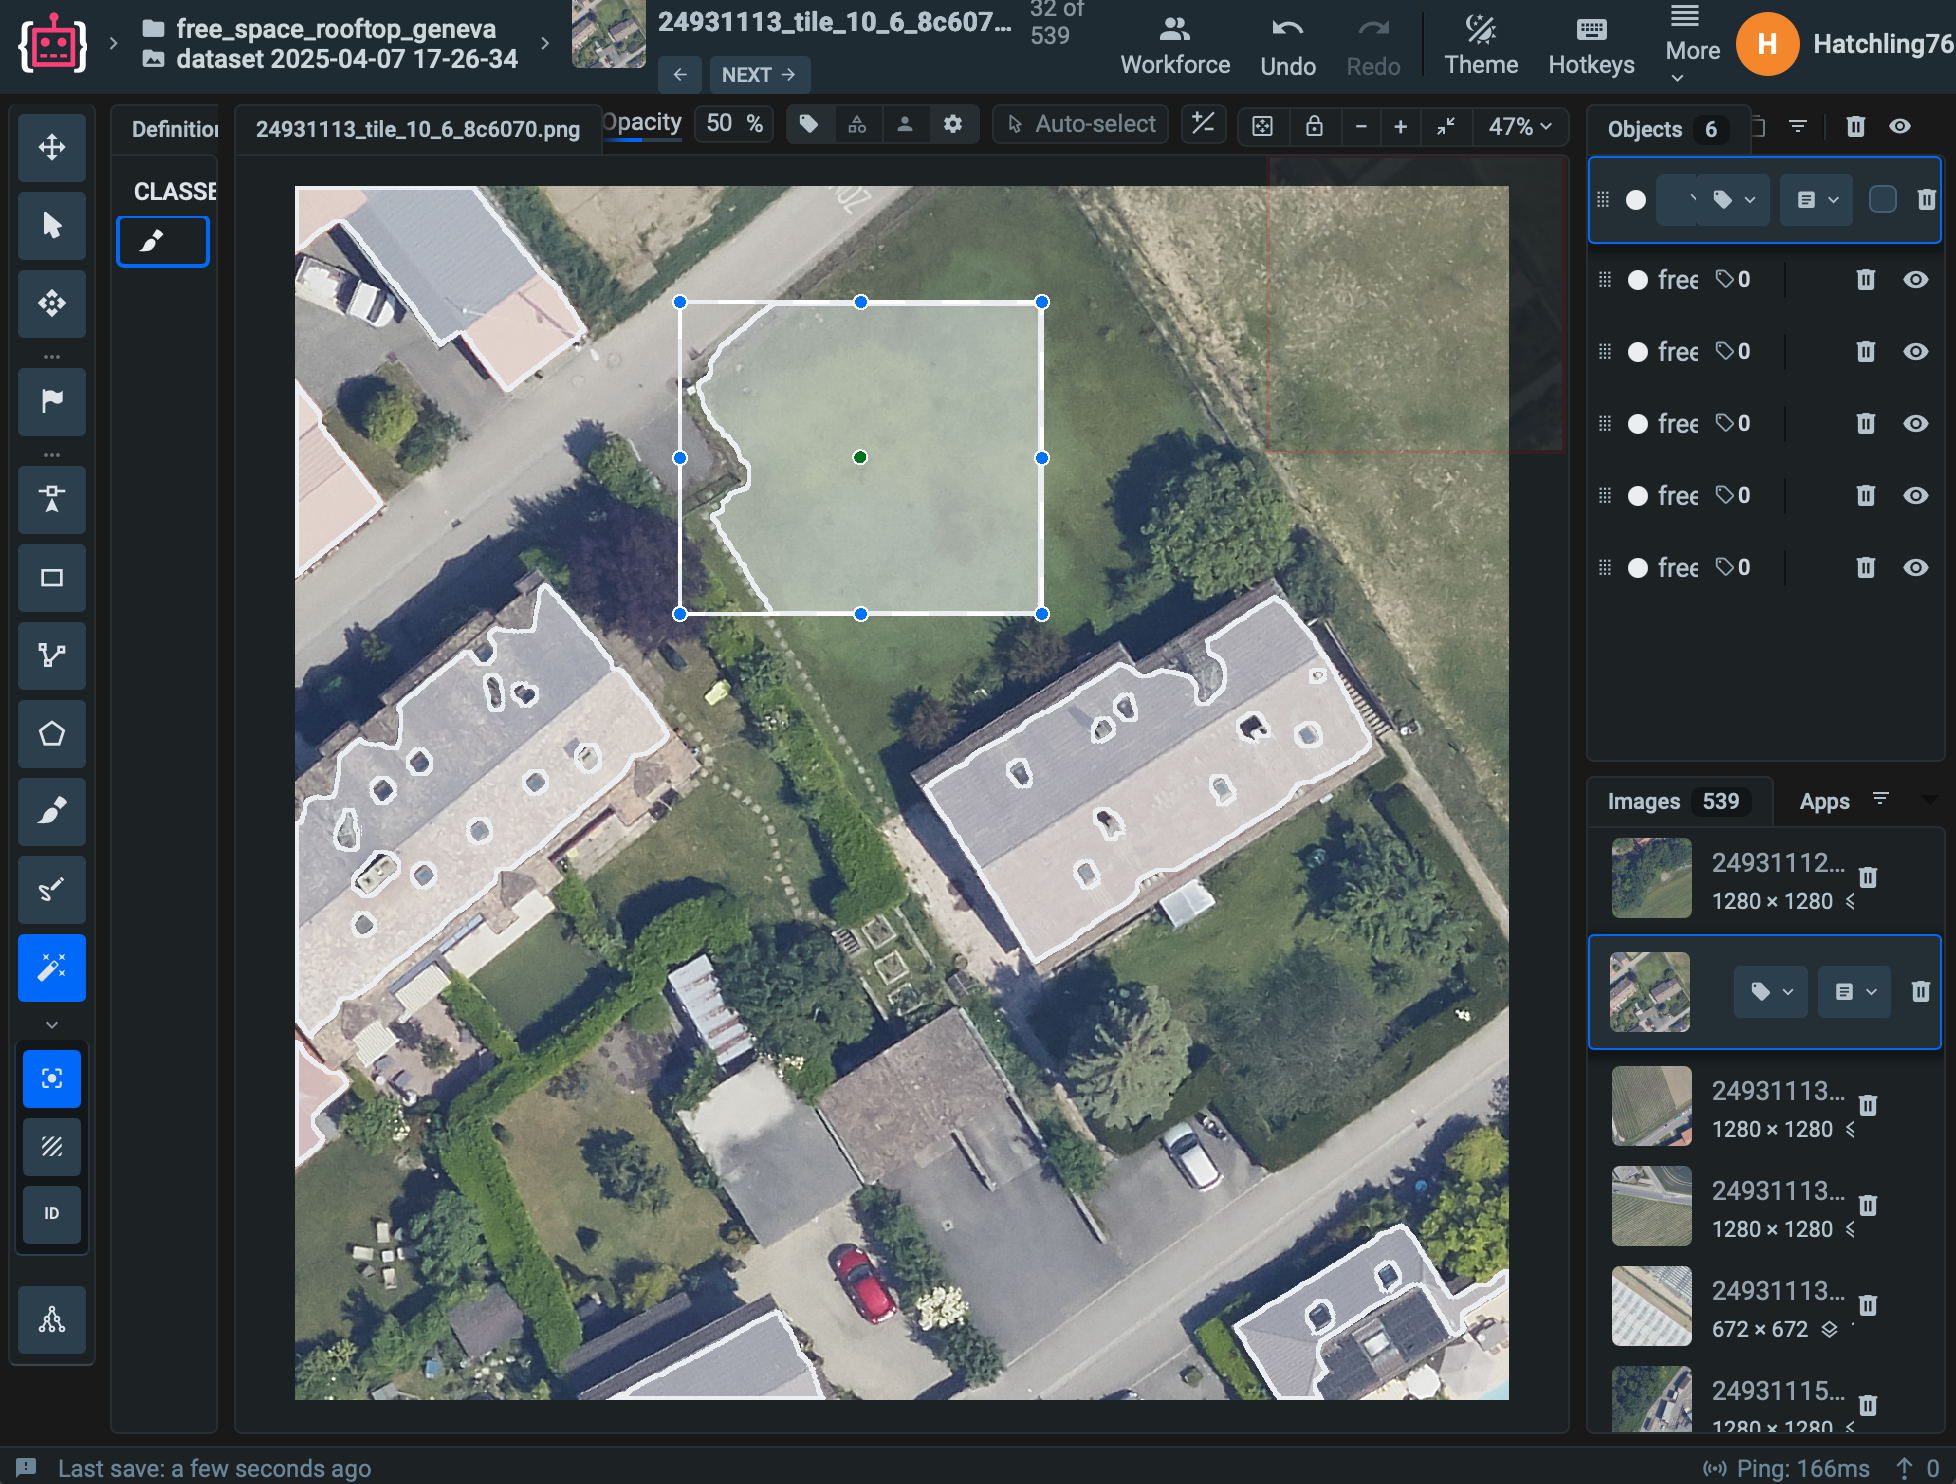 free_space_rooftop_geneva
dataset 2025-04-07 17-26-34
24931113_tile_10_6_8c607...
32 of
539
NEXT →
Workforce
Undo
Redo
Theme
Hotkeys
More
H
Hatchling76
Definition
24931113_tile_10_6_8c6070.png
Opacity
50 %
Auto-select
47%
Objects 6
CLASSE
free 0
free 0
free 0
free 0
free 0
Images 539
Apps
24931112...
1280 × 1280
24931113...
1280 × 1280
24931113...
1280 × 1280
24931113...
672 × 672
24931115...
1280 × 1280
ID
Last save: a few seconds ago
Ping: 166ms
0